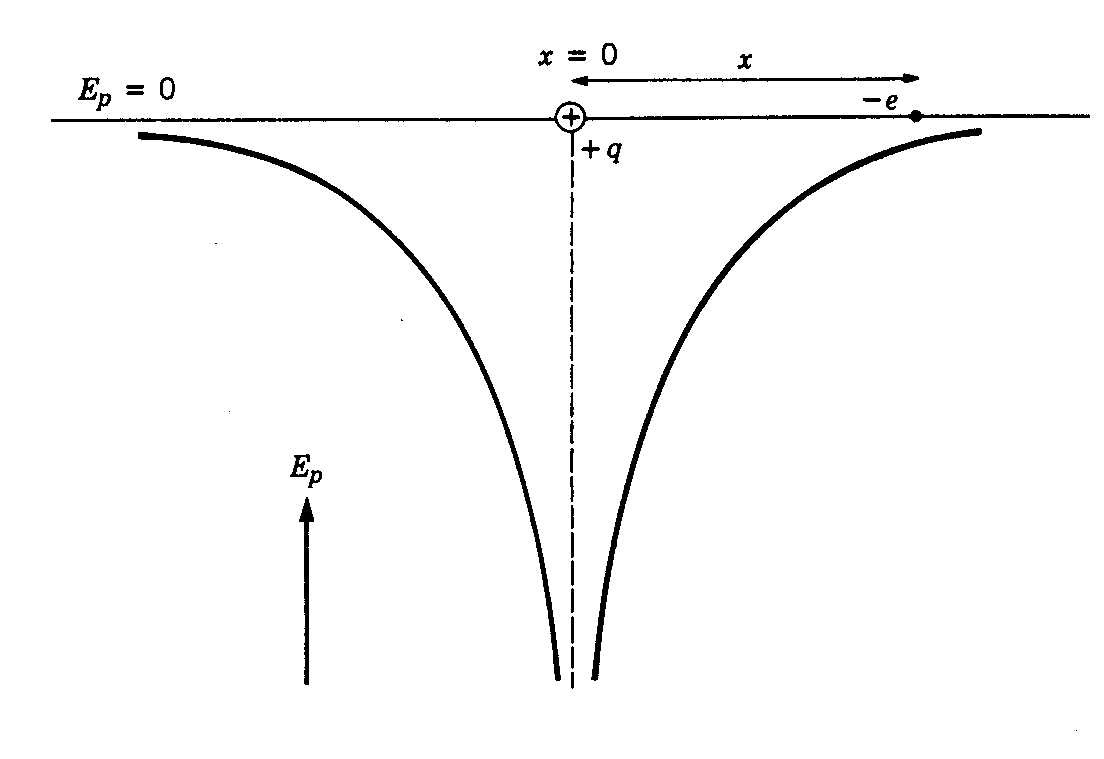 x = 0
x
E_p = 0
−e
+
+q
E_p